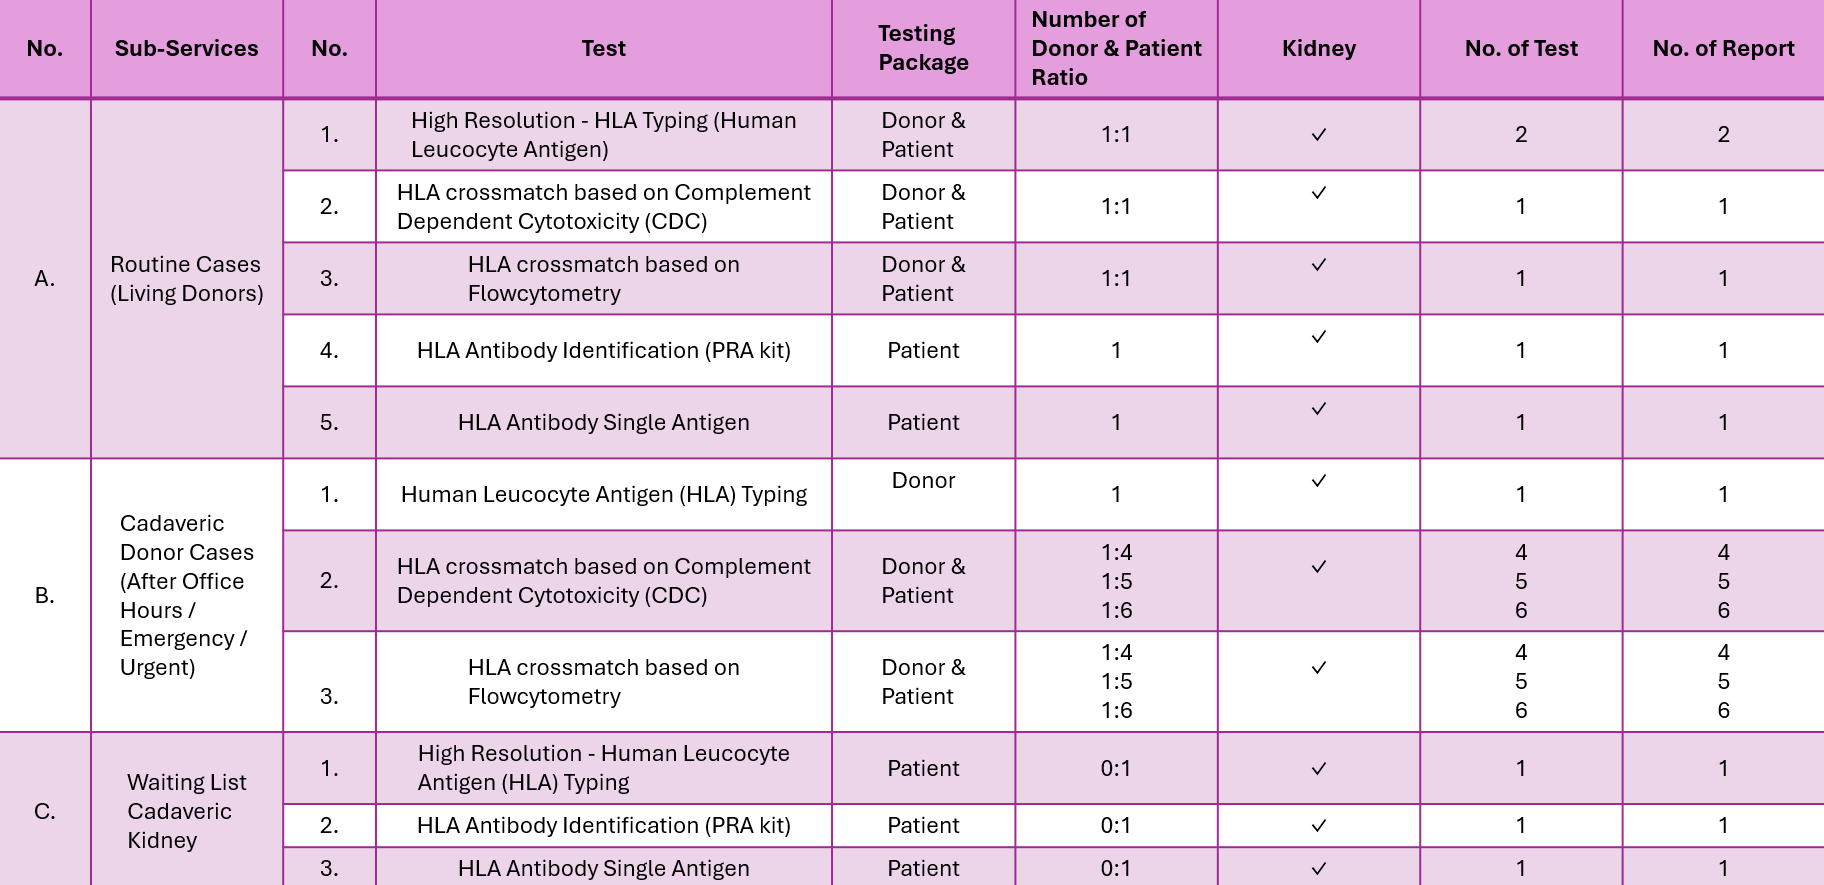 No.
Sub-Services
No.
Test
Testing
Package
Number of
Donor & Patient
Ratio
Kidney
No. of Test
No. of Report
A.
Routine Cases
(Living Donors)
1.
High Resolution - HLA Typing (Human
Leucocyte Antigen)
Donor &
Patient
1:1
✓
2
2
2.
HLA crossmatch based on Complement
Dependent Cytotoxicity (CDC)
Donor &
Patient
1:1
✓
1
1
3.
HLA crossmatch based on
Flowcytometry
Donor &
Patient
1:1
✓
1
1
4.
HLA Antibody Identification (PRA kit)
Patient
1
✓
1
1
5.
HLA Antibody Single Antigen
Patient
1
✓
1
1
B.
Cadaveric
Donor Cases
(After Office
Hours /
Emergency /
Urgent)
1.
Human Leucocyte Antigen (HLA) Typing
Donor
1
✓
1
1
2.
HLA crossmatch based on Complement
Dependent Cytotoxicity (CDC)
Donor &
Patient
1:4
1:5
1:6
✓
4
5
6
4
5
6
3.
HLA crossmatch based on
Flowcytometry
Donor &
Patient
1:4
1:5
1:6
✓
4
5
6
4
5
6
C.
Waiting List
Cadaveric
Kidney
1.
High Resolution - Human Leucocyte
Antigen (HLA) Typing
Patient
0:1
✓
1
1
2.
HLA Antibody Identification (PRA kit)
Patient
0:1
✓
1
1
3.
HLA Antibody Single Antigen
Patient
0:1
✓
1
1